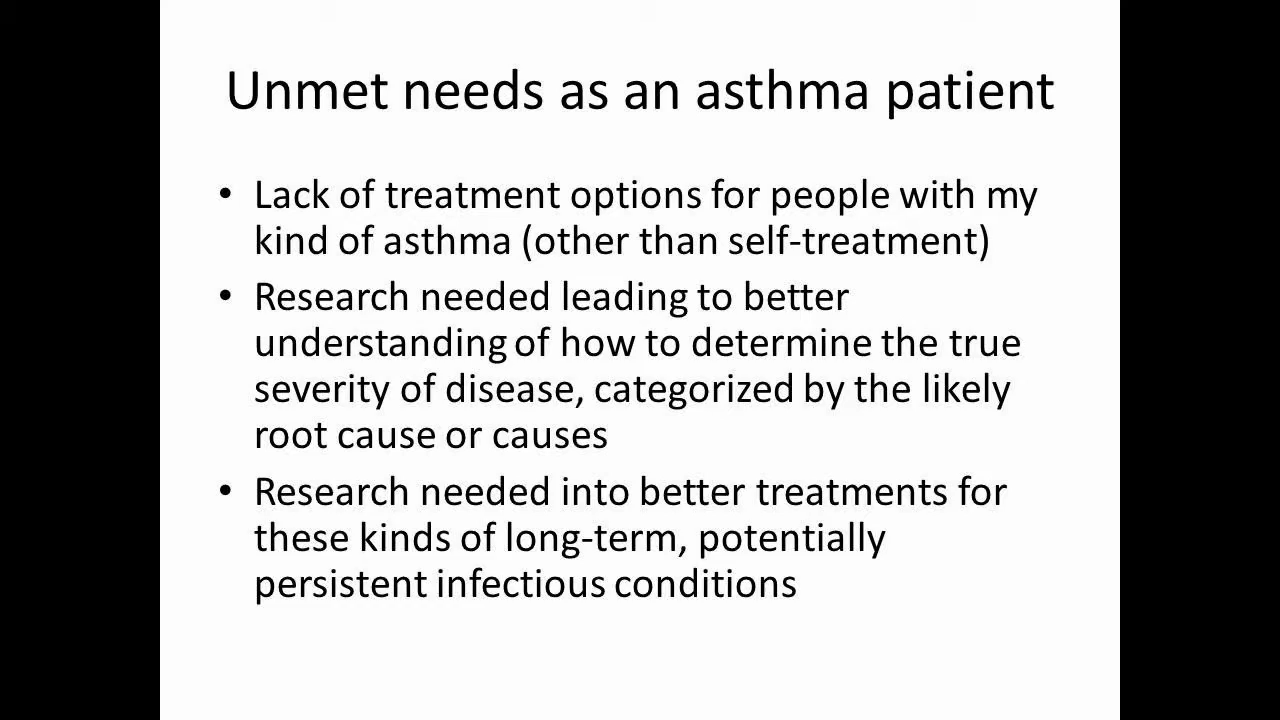 Unmet needs as an asthma patient
• Lack of treatment options for people with my
kind of asthma (other than self-treatment)
• Research needed leading to better
understanding of how to determine the true
severity of disease, categorized by the likely
root cause or causes
• Research needed into better treatments for
these kinds of long-term, potentially
persistent infectious conditions